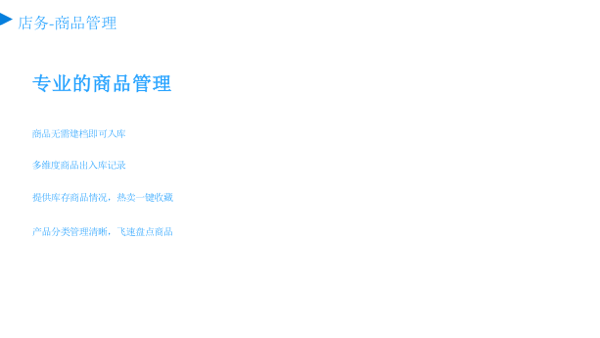 店务-商品管理
专业的商品管理
商品无需建档即可入库
多维度商品出入库记录
提供库存商品情况，热卖一键收藏
产品分类管理清晰，飞速盘点商品